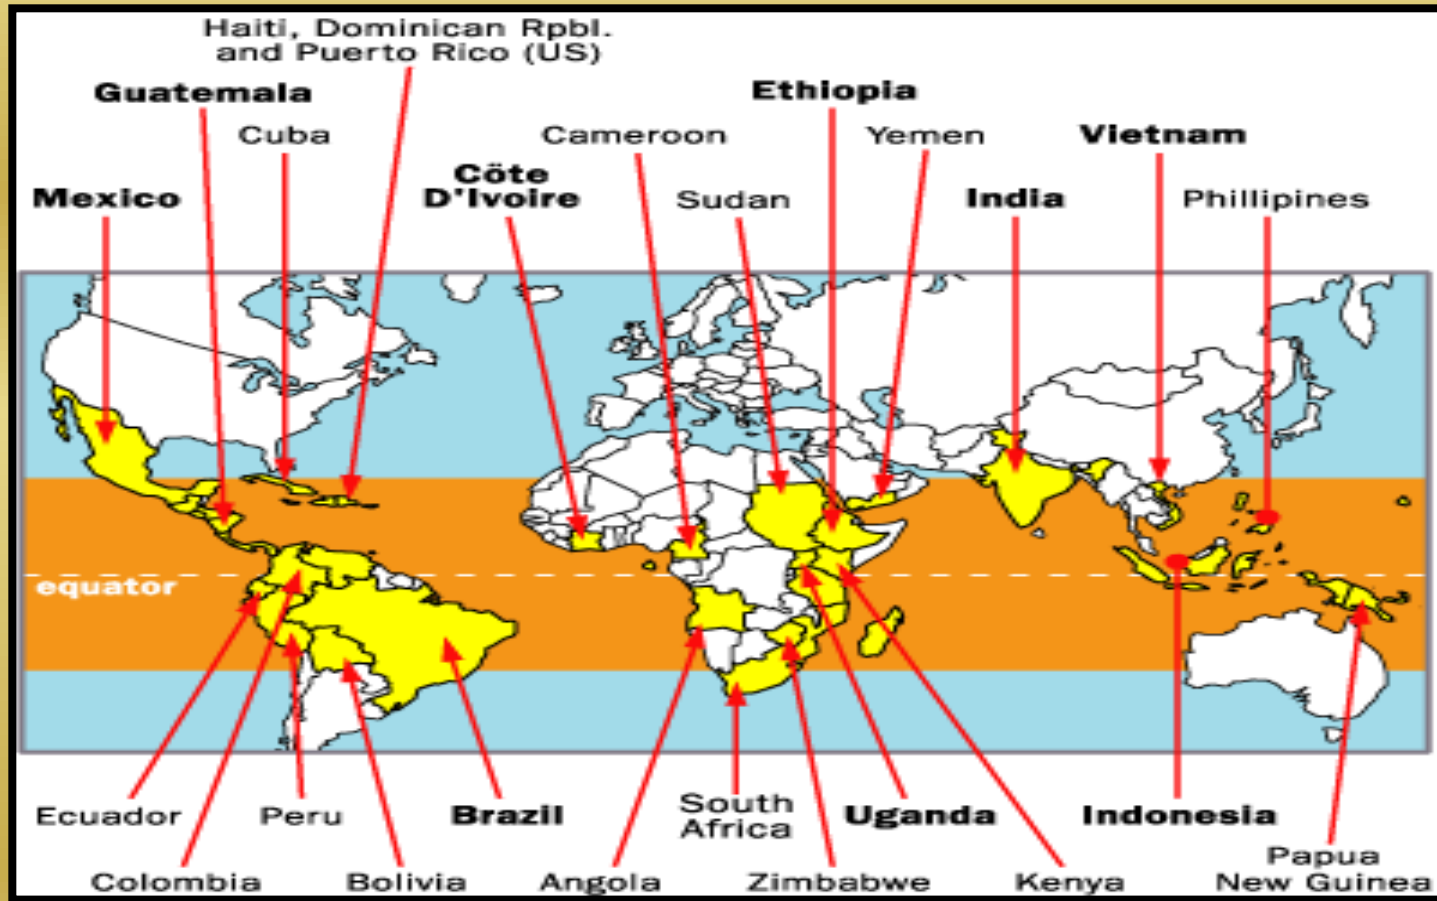 Haiti, Dominican Rpbl.
and Puerto Rico (US)
Guatemala
Ethiopia
Cuba
Cameroon
Yemen
Vietnam
Cöte
D'Ivoire
Mexico
Sudan
India
Phillipines
equator
Ecuador
Peru
Brazil
South
Africa
Uganda
Indonesia
Colombia
Bolivia
Angola
Zimbabwe
Kenya
Papua
New Guinea